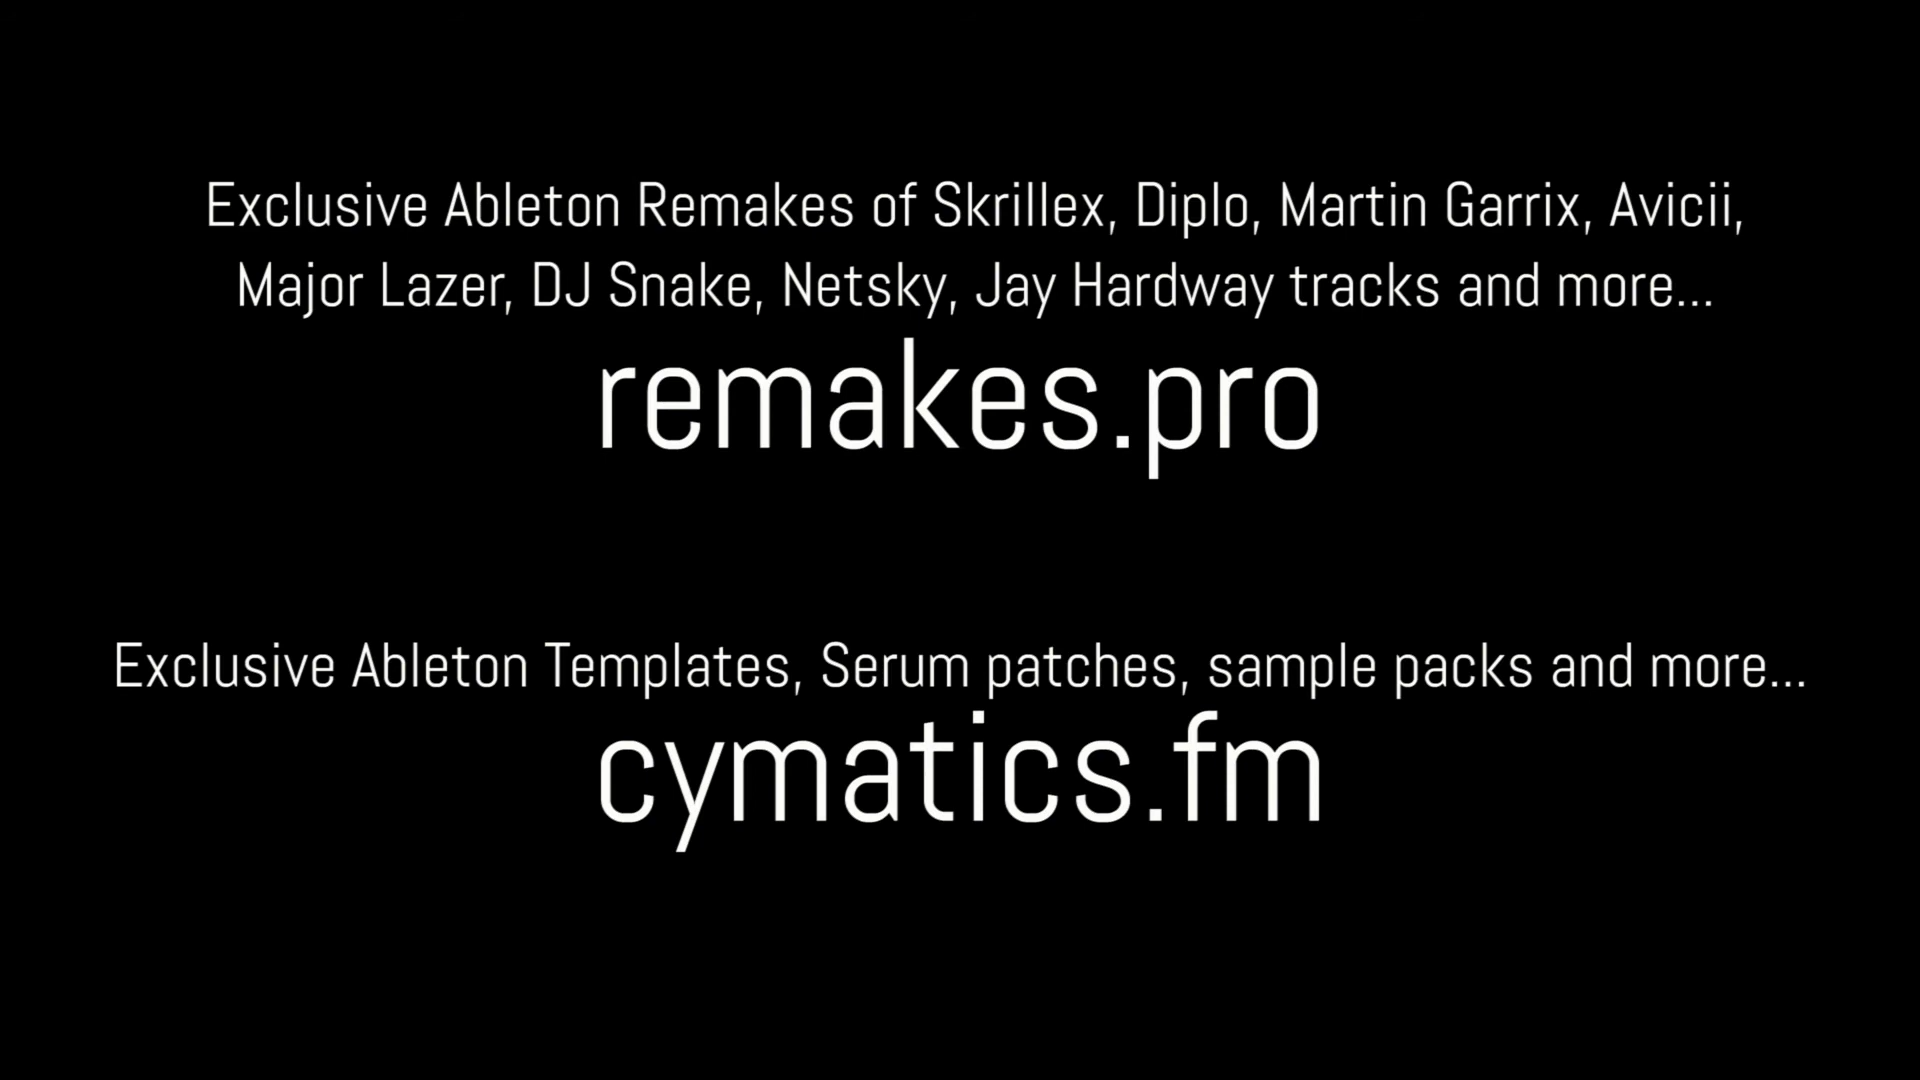 Exclusive Ableton Remakes of Skrillex, Diplo, Martin Garrix, Avicii,
Major Lazer, DJ Snake, Netsky, Jay Hardway tracks and more...
remakes.pro
Exclusive Ableton Templates, Serum patches, sample packs and more...
cymatics.fm